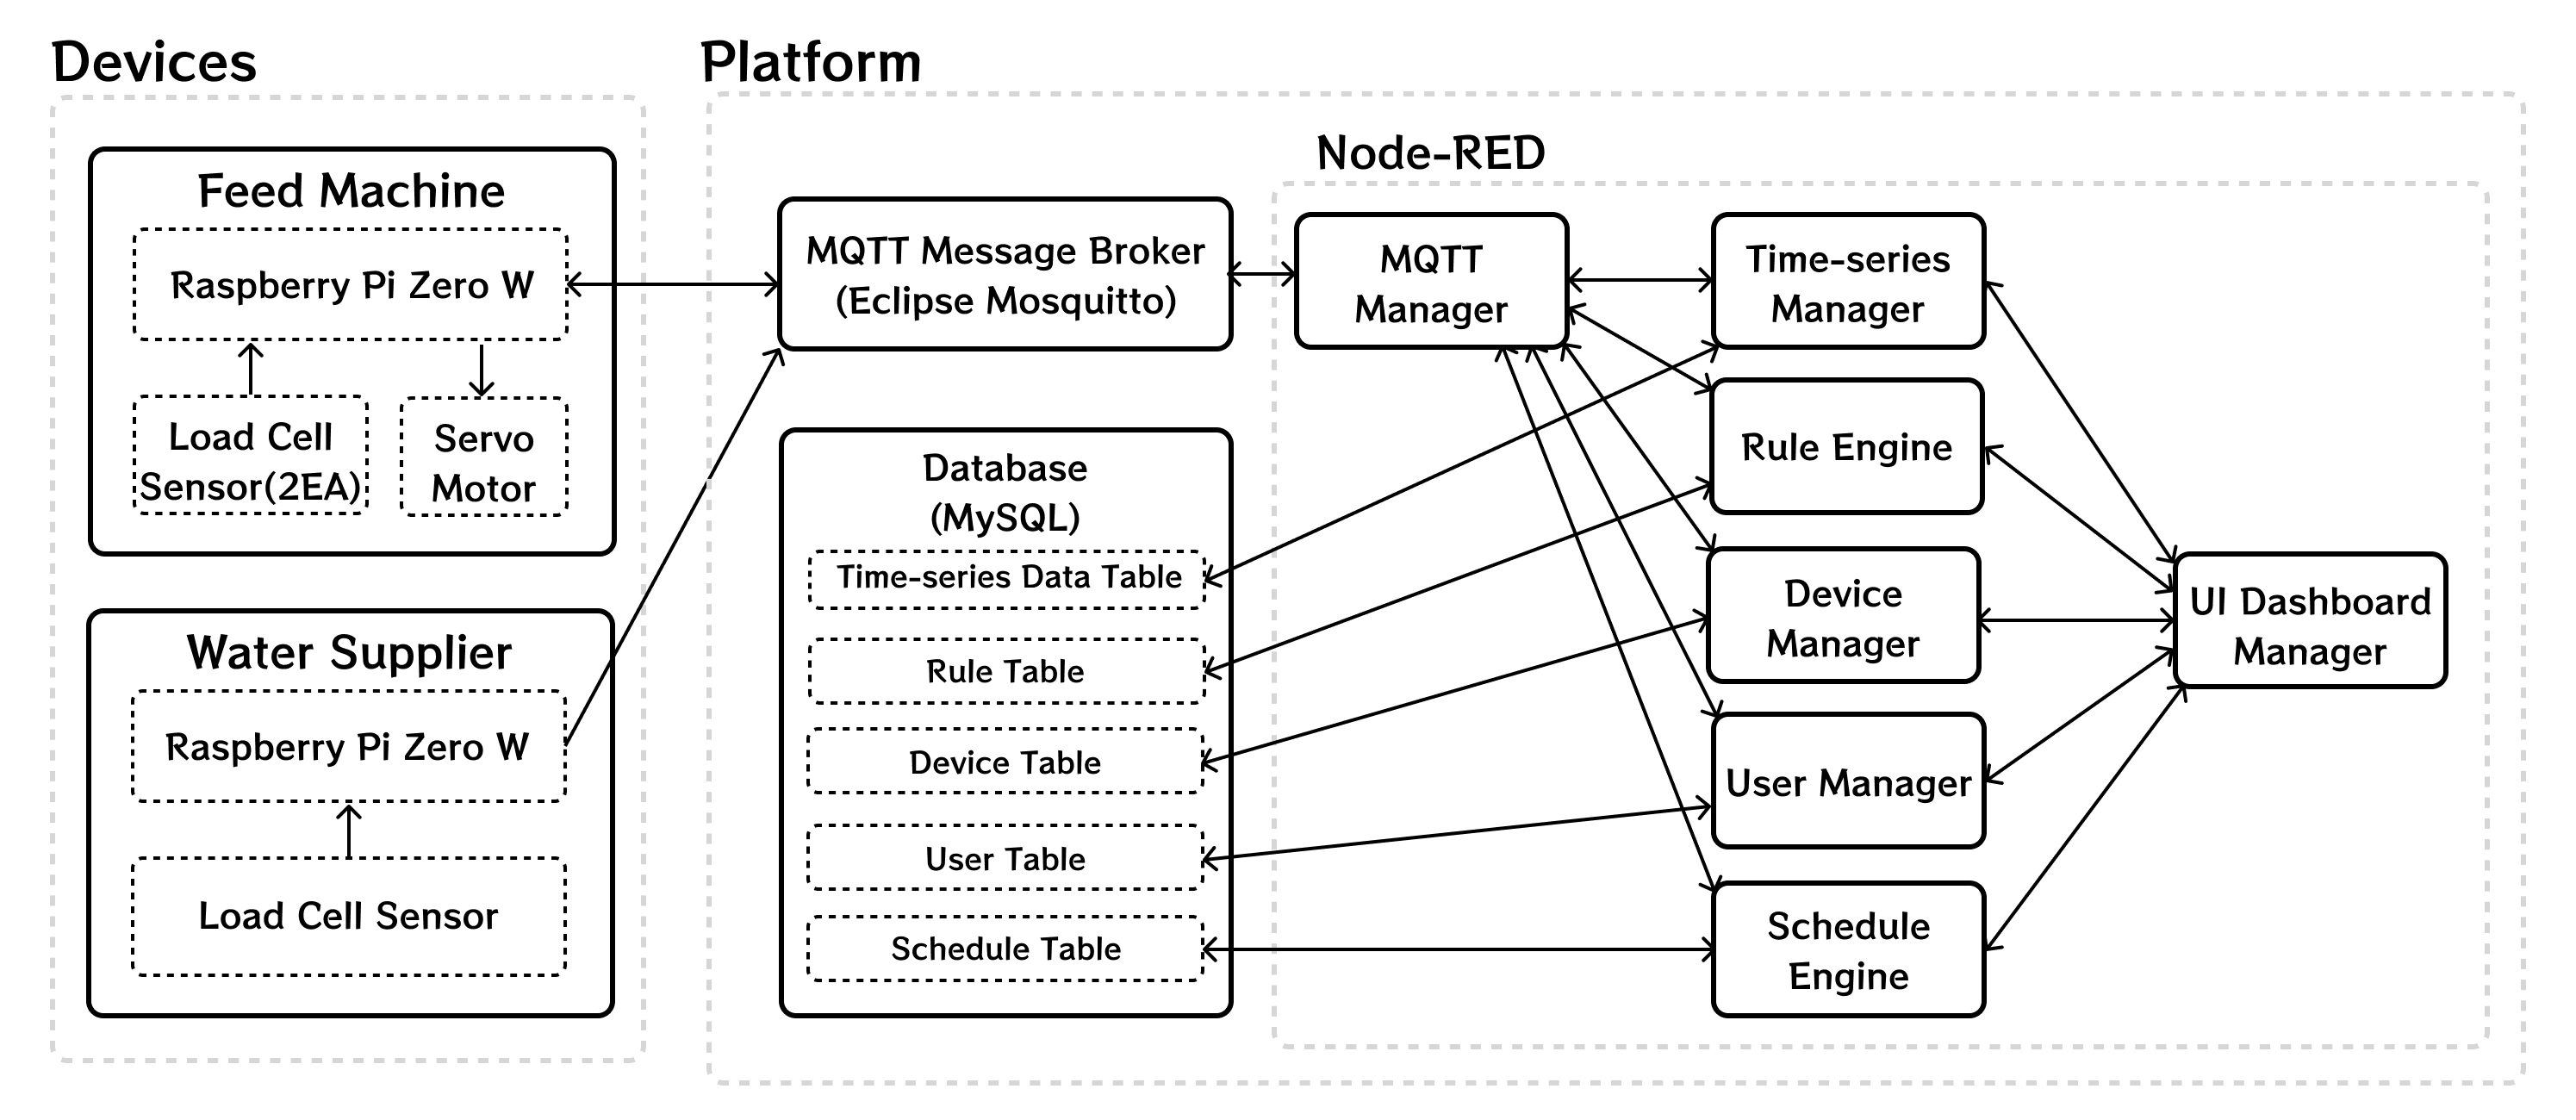 Devices
Feed Machine
Raspberry Pi Zero W
Load Cell
Sensor(2EA)
Servo
Motor
Water Supplier
Raspberry Pi Zero W
Load Cell Sensor
Platform
MQTT Message Broker
(Eclipse Mosquitto)
Database
(MySQL)
Time-series Data Table
Rule Table
Device Table
User Table
Schedule Table
Node-RED
MQTT
Manager
Time-series
Manager
Rule Engine
Device
Manager
User Manager
Schedule
Engine
UI Dashboard
Manager